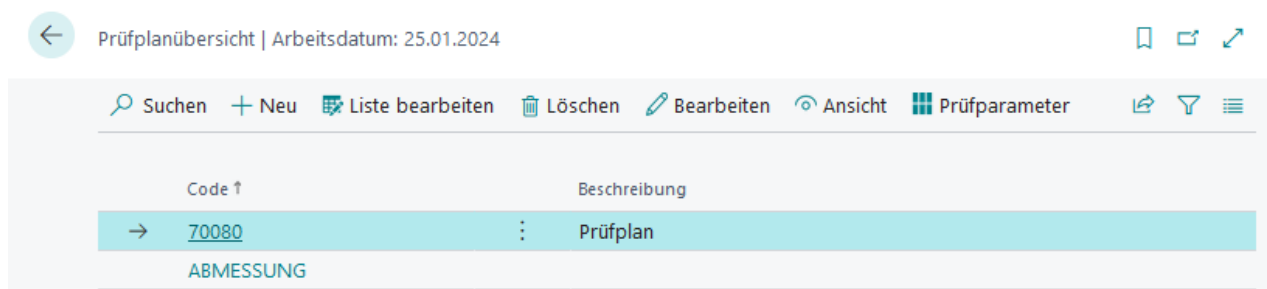 Prüfplanübersicht | Arbeitsdatum: 25.01.2024
Suchen Neu Liste bearbeiten Löschen Bearbeiten Ansicht Prüfparameter
Code↑ Beschreibung
70080 Prüfplan
ABMESSUNG